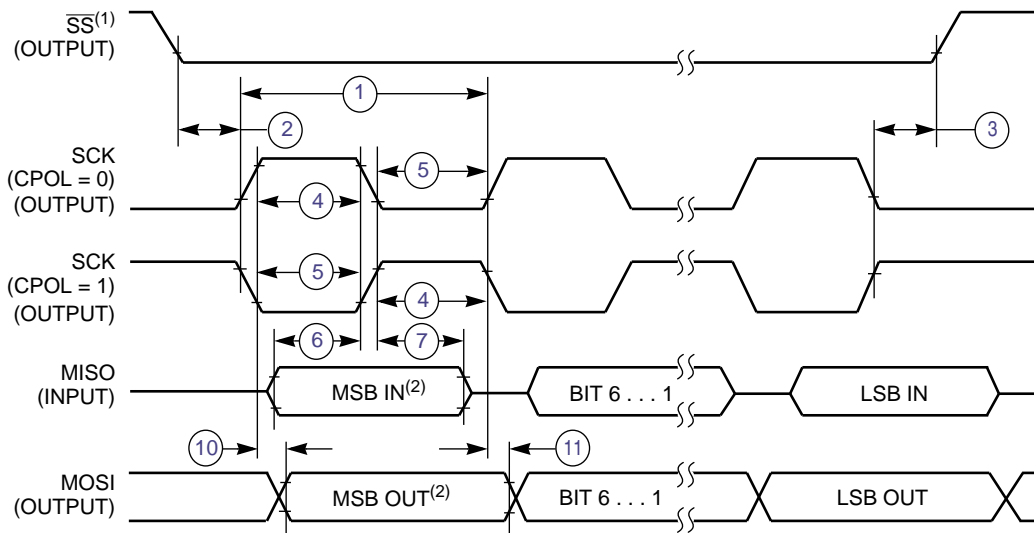 SS(1)
(OUTPUT)
1
2
3
SCK
(CPOL = 0)
(OUTPUT)
5
4
SCK
(CPOL = 1)
(OUTPUT)
5
4
6
7
MISO
(INPUT)
MSB IN(2)
BIT 6 . . . 1
LSB IN
10
11
MOSI
(OUTPUT)
MSB OUT(2)
BIT 6 . . . 1
LSB OUT